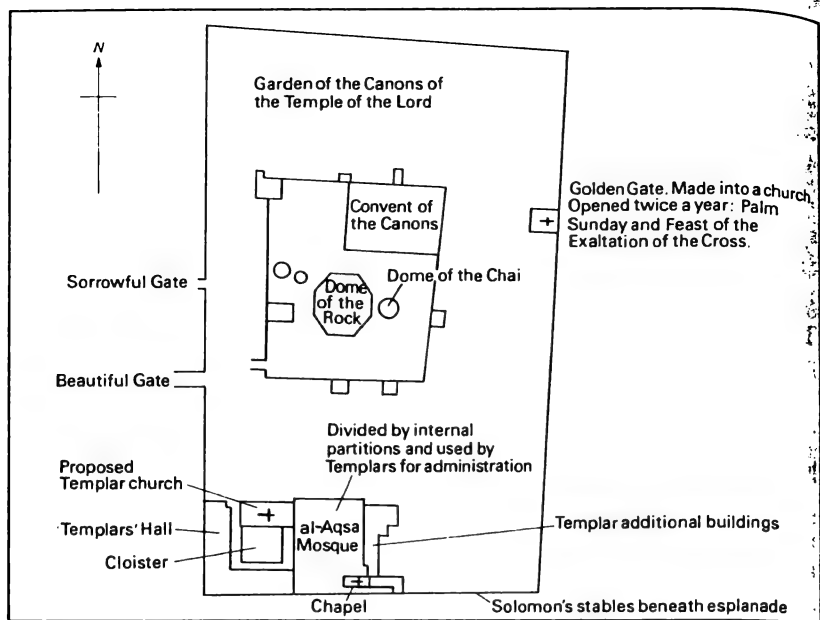 N
Garden of the Canons of
the Temple of the Lord
Golden Gate. Made into a church
Opened twice a year: Palm
Sunday and Feast of the
Exaltation of the Cross.
Convent of
the Canons
Sorrowful Gate
Dome of the Chai
Dome
of the
Rock
Beautiful Gate
Divided by internal
partitions and used by
Templars for administration
Proposed
Templar church
Templars' Hall
al-Aqsa
Mosque
Templar additional buildings
Cloister
Chapel
Solomon's stables beneath esplanade